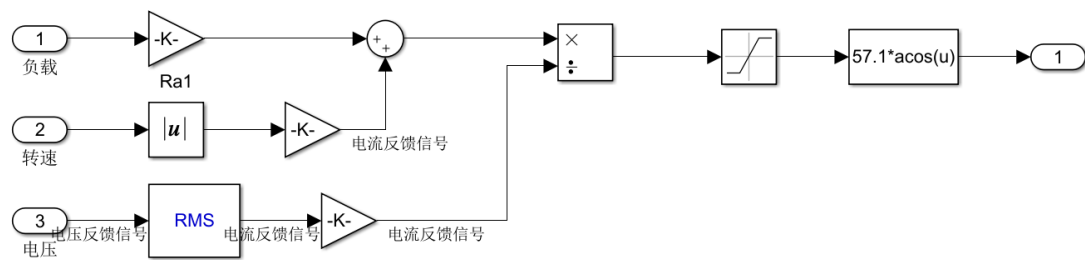 1
负载
-K-
Ra1
+
+
×
÷
57.1*acos(u)
1
2
转速
|u|
-K-
电流反馈信号
3
电压
电压反馈信号
RMS
电流反馈信号
-K-
电流反馈信号